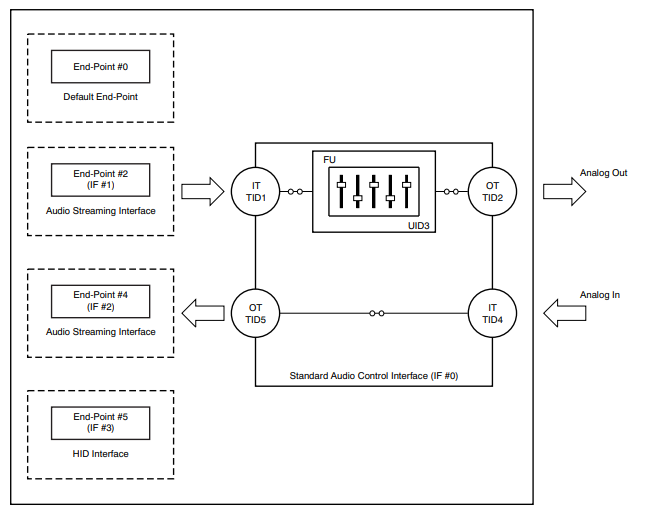 End-Point #0
Default End-Point
End-Point #2
(IF #1)
Audio Streaming Interface
IT
TID1
FU
UID3
OT
TID2
Analog Out
End-Point #4
(IF #2)
Audio Streaming Interface
OT
TID5
IT
TID4
Analog In
Standard Audio Control Interface (IF #0)
End-Point #5
(IF #3)
HID Interface